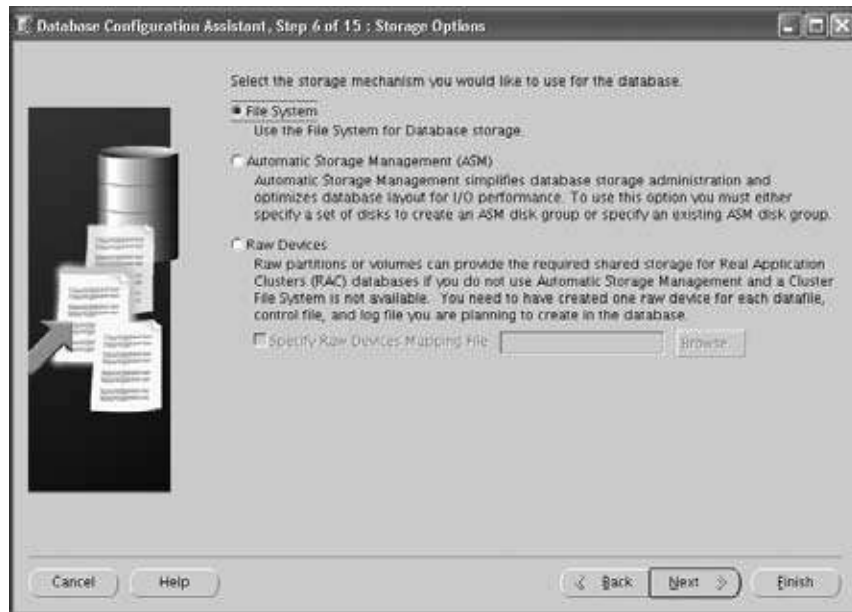 Database Configuration Assistant, Step 6 of 15 : Storage Options
Select the storage mechanism you would like to use for the database.
File System
Use the File System for Database storage.
Automatic Storage Management (ASM)
Automatic Storage Management simplifies database storage administration and
optimizes database layout for I/O performance. To use this option you must either
specify a set of disks to create an ASM disk group or specify an existing ASM disk group.
Raw Devices
Raw partitions or volumes can provide the required shared storage for Real Application
Clusters (RAC) databases if you do not use Automatic Storage Management and a Cluster
File System is not available. You need to have created one raw device for each datafile,
control file, and log file you are planning to create in the database.
Specify Raw Devices Mapping File
Browse...
Cancel
Help
Back
Next
Finish